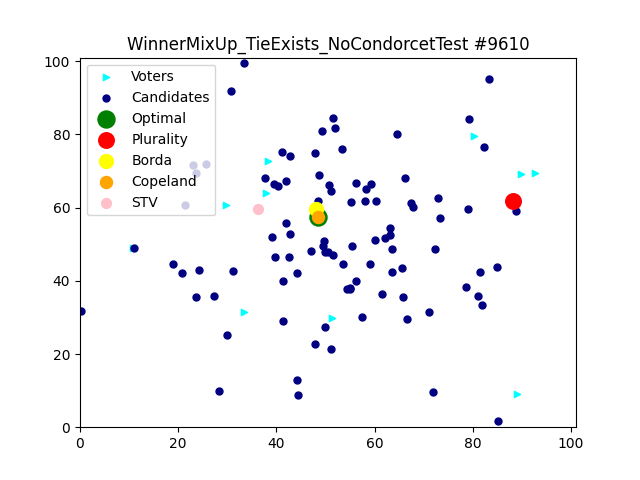 WinnerMixUp_TieExists_NoCondorcetTest #9610
Voters
Candidates
Optimal
Plurality
Borda
Copeland
STV
100
80
60
40
20
0
0 20 40 60 80 100